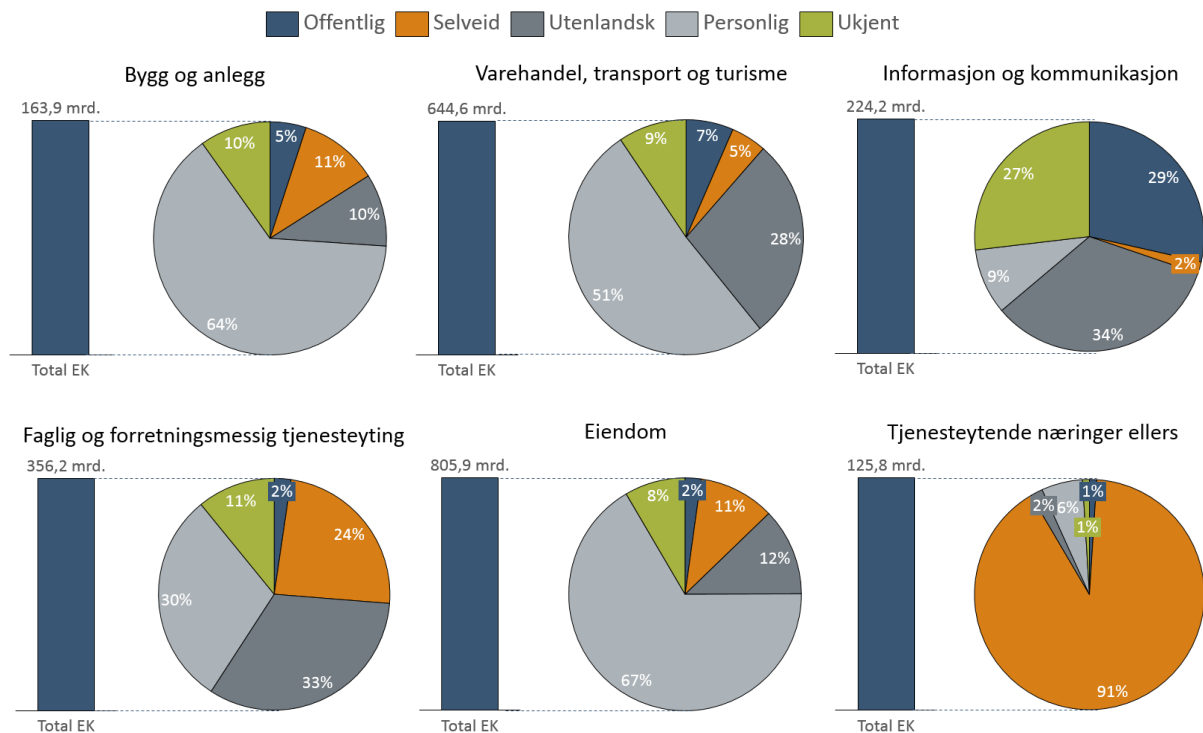 Offentlig Selveid Utenlandsk Personlig Ukjent
Bygg og anlegg
163,9 mrd.
5%
11%
10%
64%
10%
Total EK
Varehandel, transport og turisme
644,6 mrd.
7%
5%
28%
51%
9%
Total EK
Informasjon og kommunikasjon
224,2 mrd.
29%
2%
34%
9%
27%
Total EK
Faglig og forretningsmessig tjenesteyting
356,2 mrd.
2%
24%
33%
30%
11%
Total EK
Eiendom
805,9 mrd.
2%
11%
12%
67%
8%
Total EK
Tjenesteytende næringer ellers
125,8 mrd.
1%
91%
2%
6%
1%
Total EK